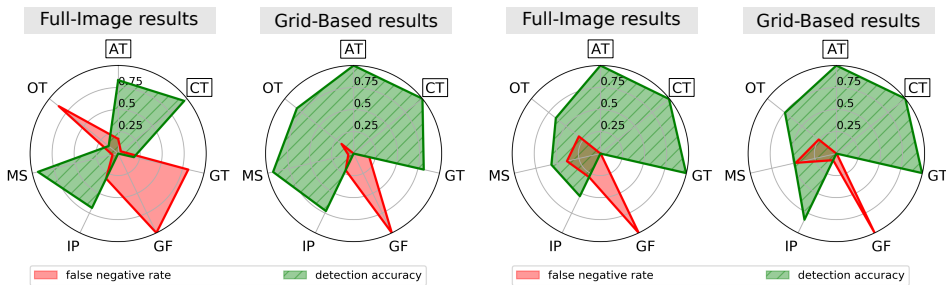 Full-Image results
AT
CT
GT
GF
IP
MS
OT
0.75
0.5
0.25
Grid-Based results
AT
CT
GT
GF
IP
MS
OT
0.75
0.5
0.25
false negative rate
detection accuracy
Full-Image results
AT
CT
GT
GF
IP
MS
OT
0.75
0.5
0.25
Grid-Based results
AT
CT
GT
GF
IP
MS
OT
0.75
0.5
0.25
false negative rate
detection accuracy